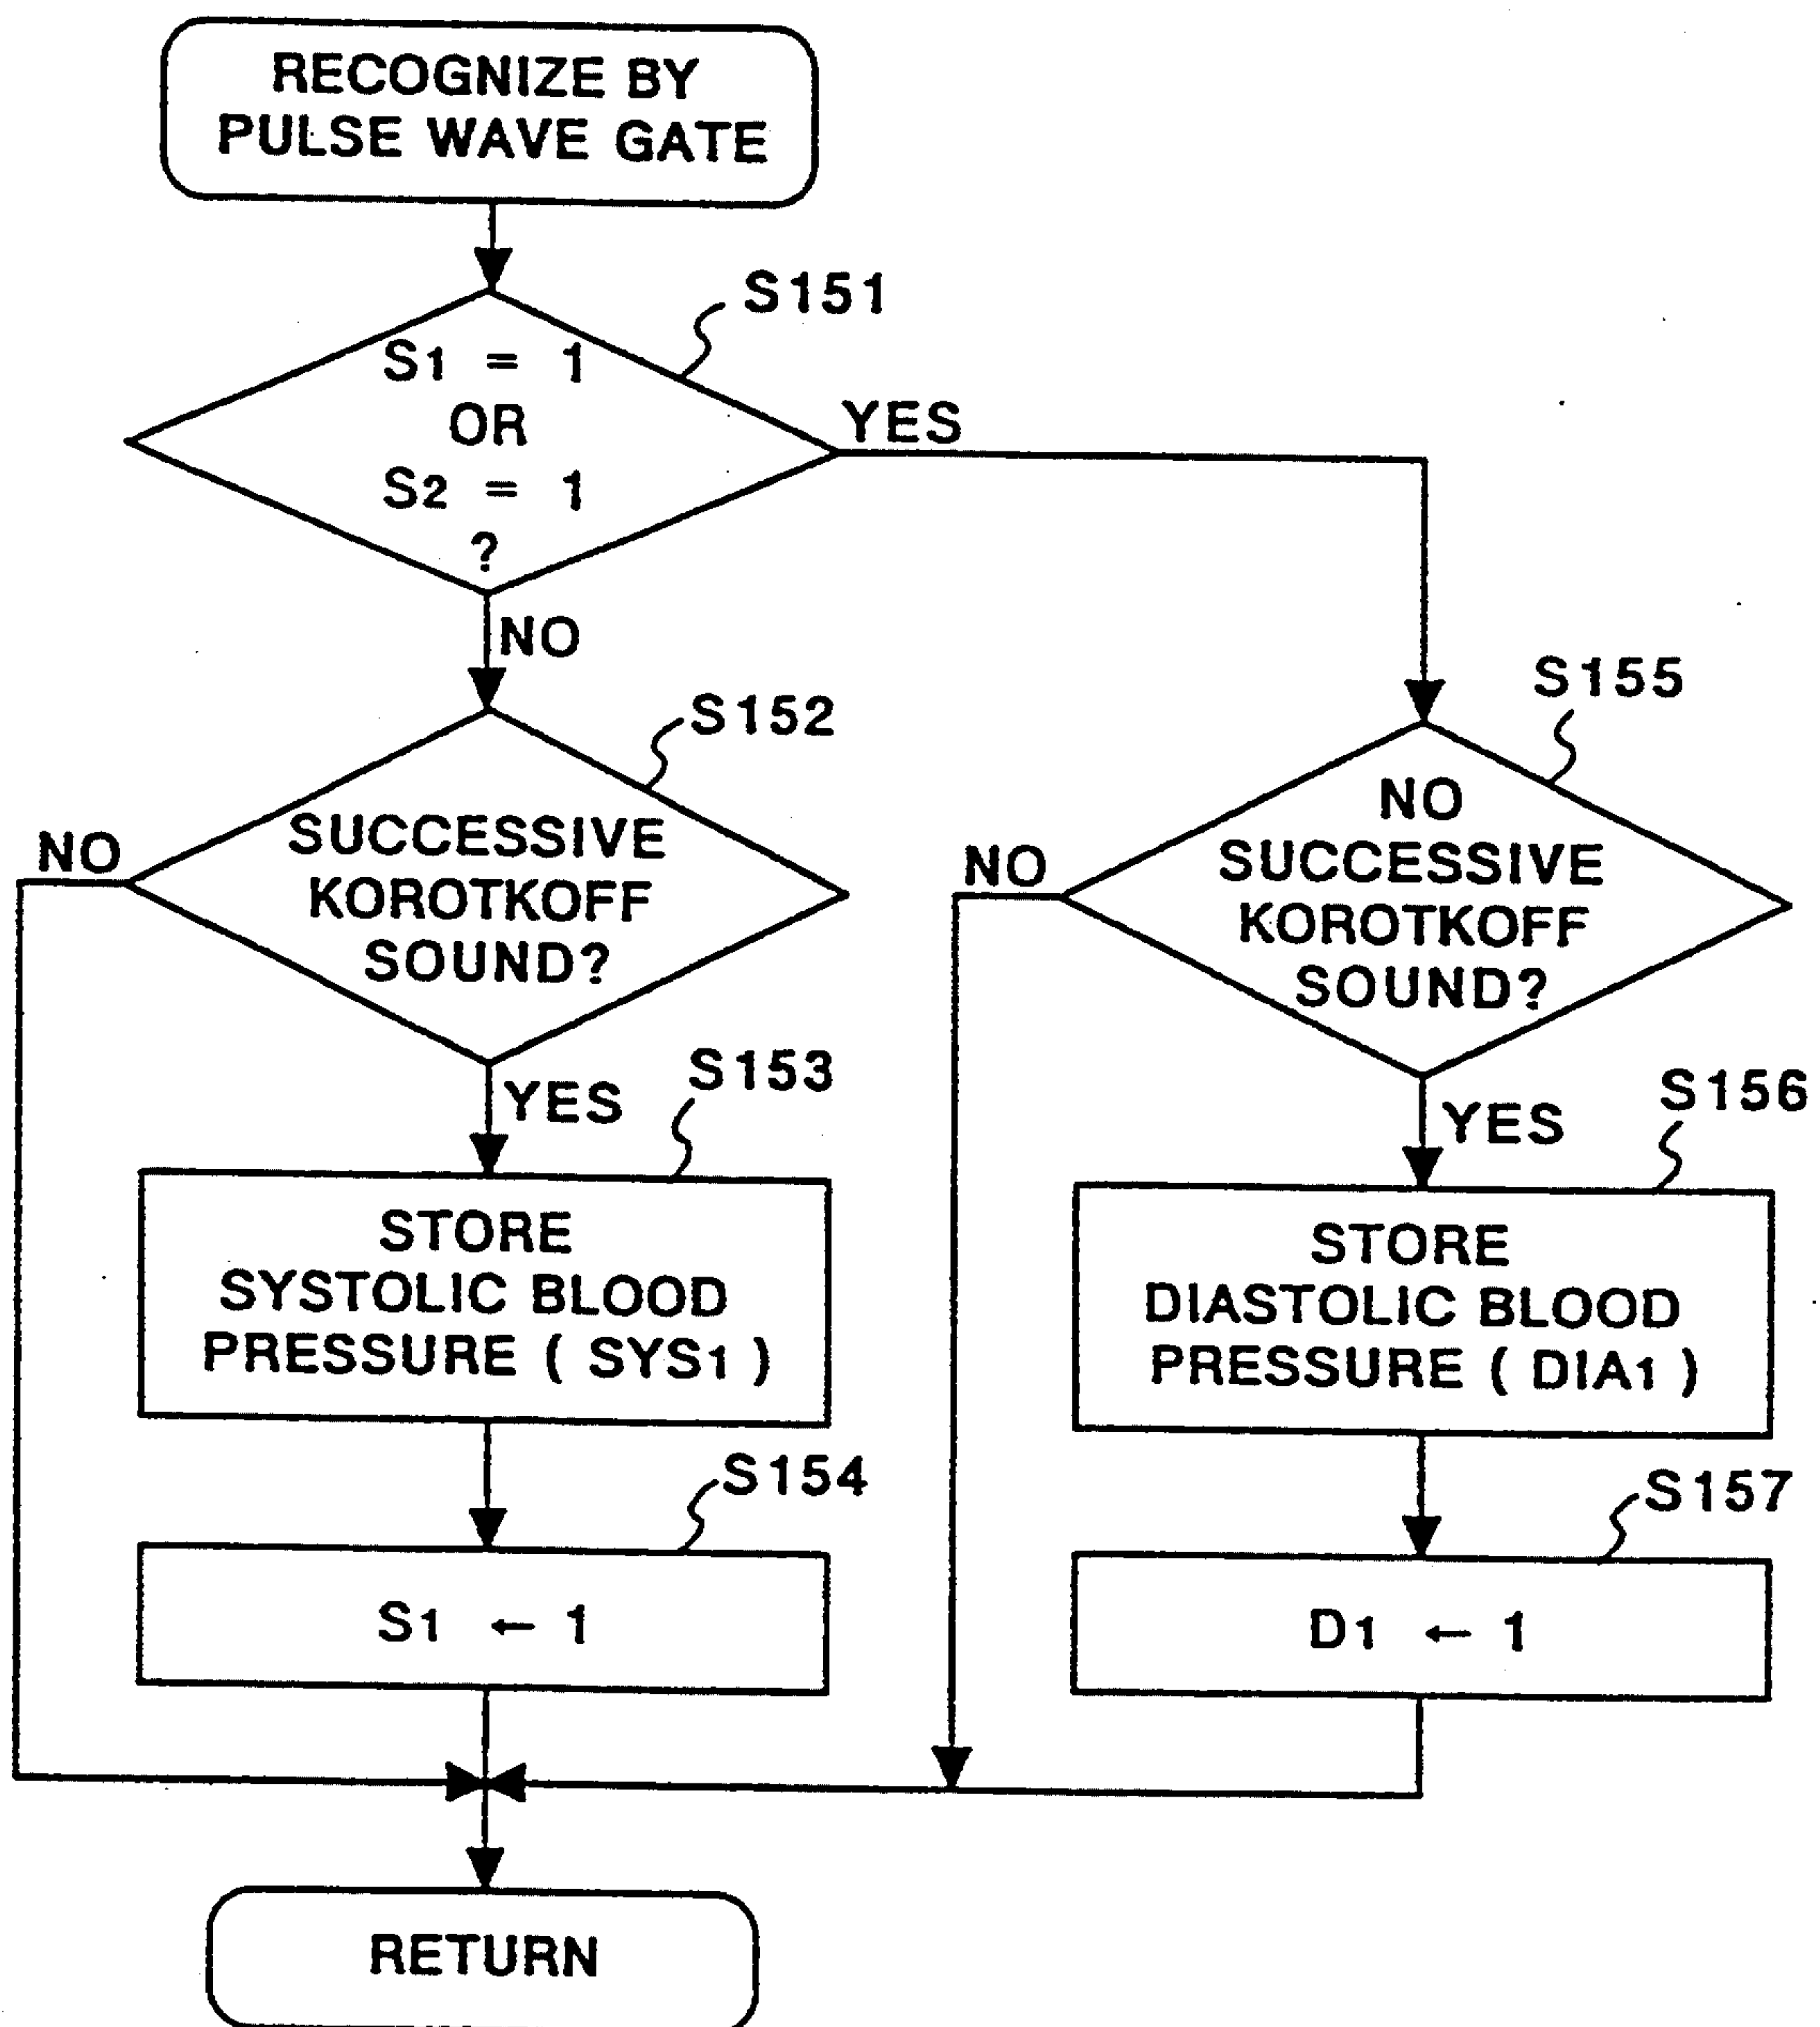 RECOGNIZE BY
PULSE WAVE GATE
S151
S1 = 1
OR
S2 = 1
?
YES
NO
S152
SUCCESSIVE
KOROTKOFF
SOUND?
NO
YES
S155
NO
SUCCESSIVE
KOROTKOFF
SOUND?
NO
YES
S153
STORE
SYSTOLIC BLOOD
PRESSURE ( SYS1 )
S156
STORE
DIASTOLIC BLOOD
PRESSURE ( DIA1 )
S154
S1 ← 1
S157
D1 ← 1
RETURN